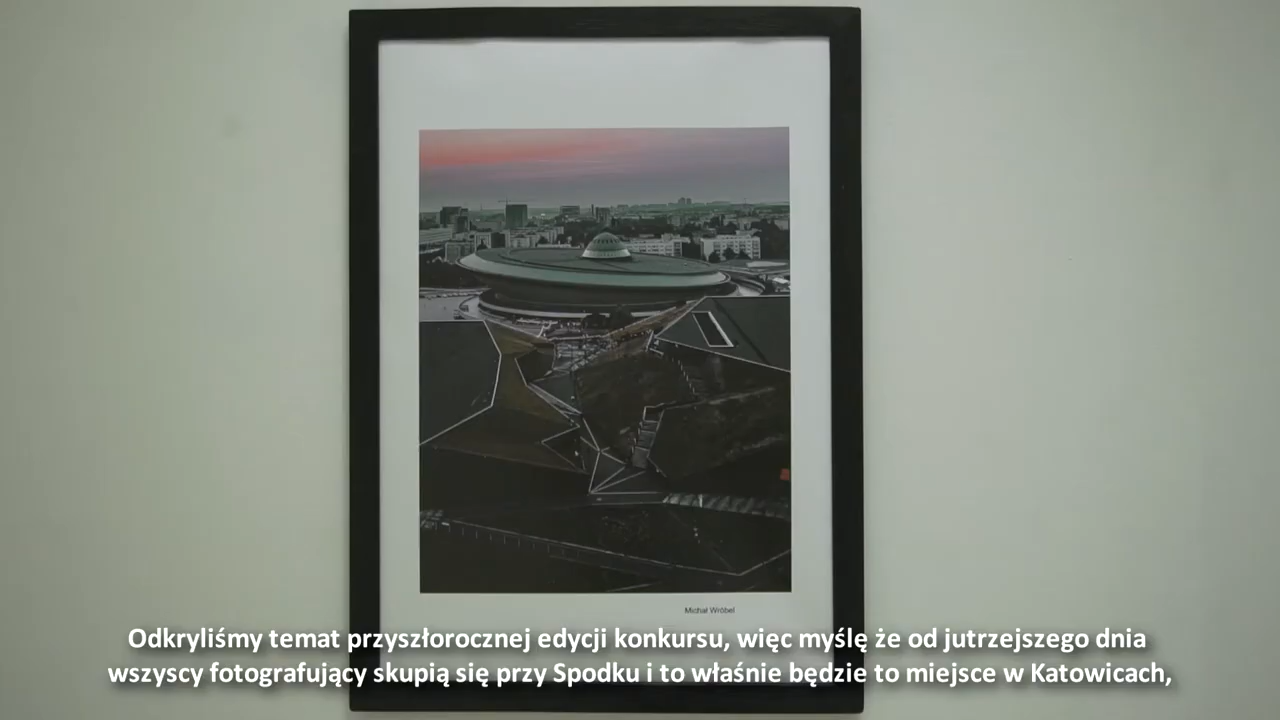 Michał Wróbel
Odkryliśmy temat przyszłorocznej edycji konkursu, więc myślę że od jutrzejszego dnia
wszyscy fotografujący skupią się przy Spodku i to właśnie będzie to miejsce w Katowicach,